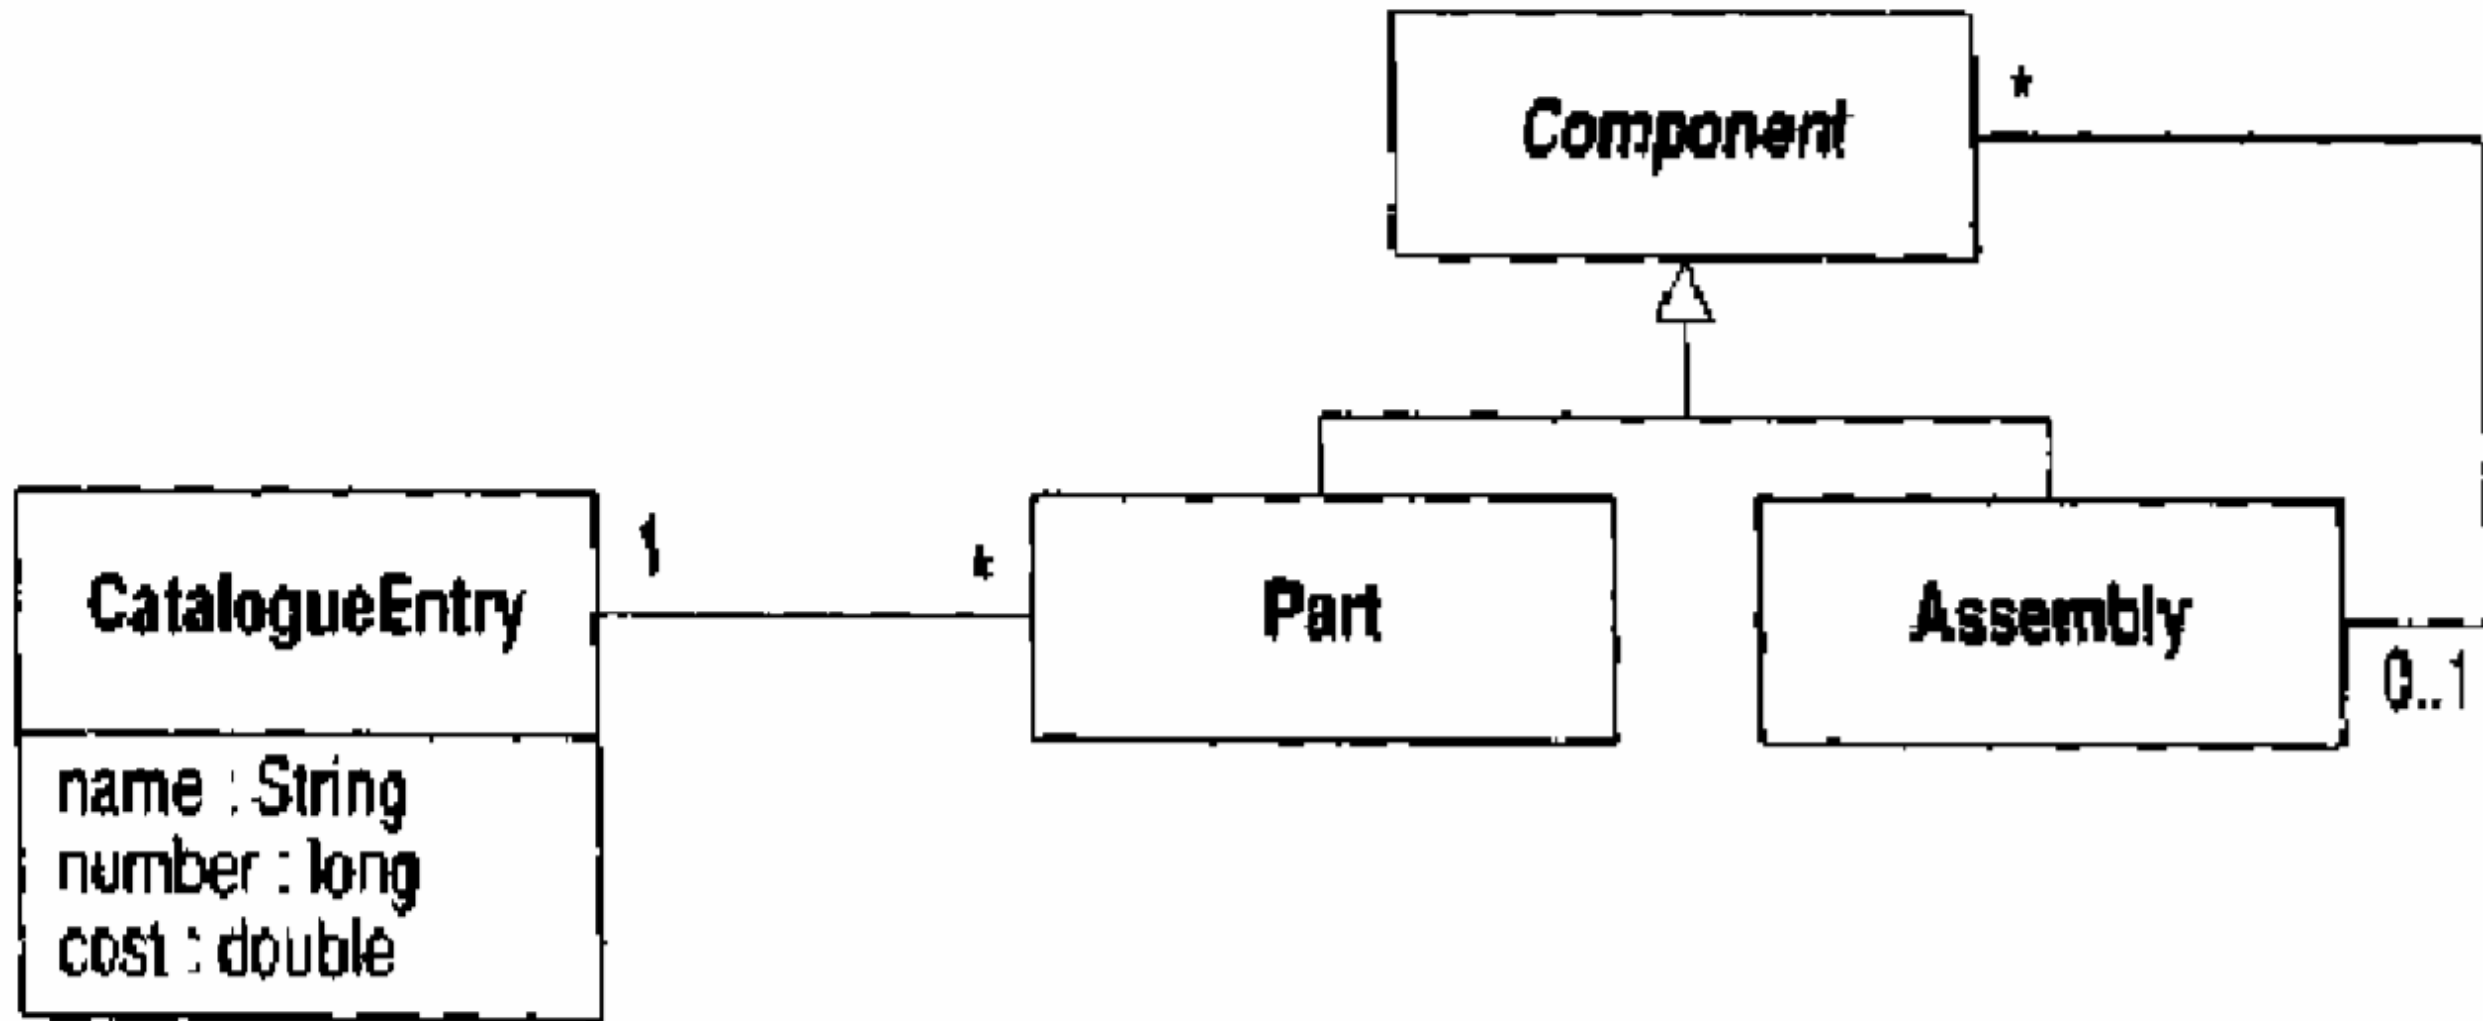 Component
*
CatalogueEntry
1
*
Part
Assembly
0..1
name : String
number : long
cost : double